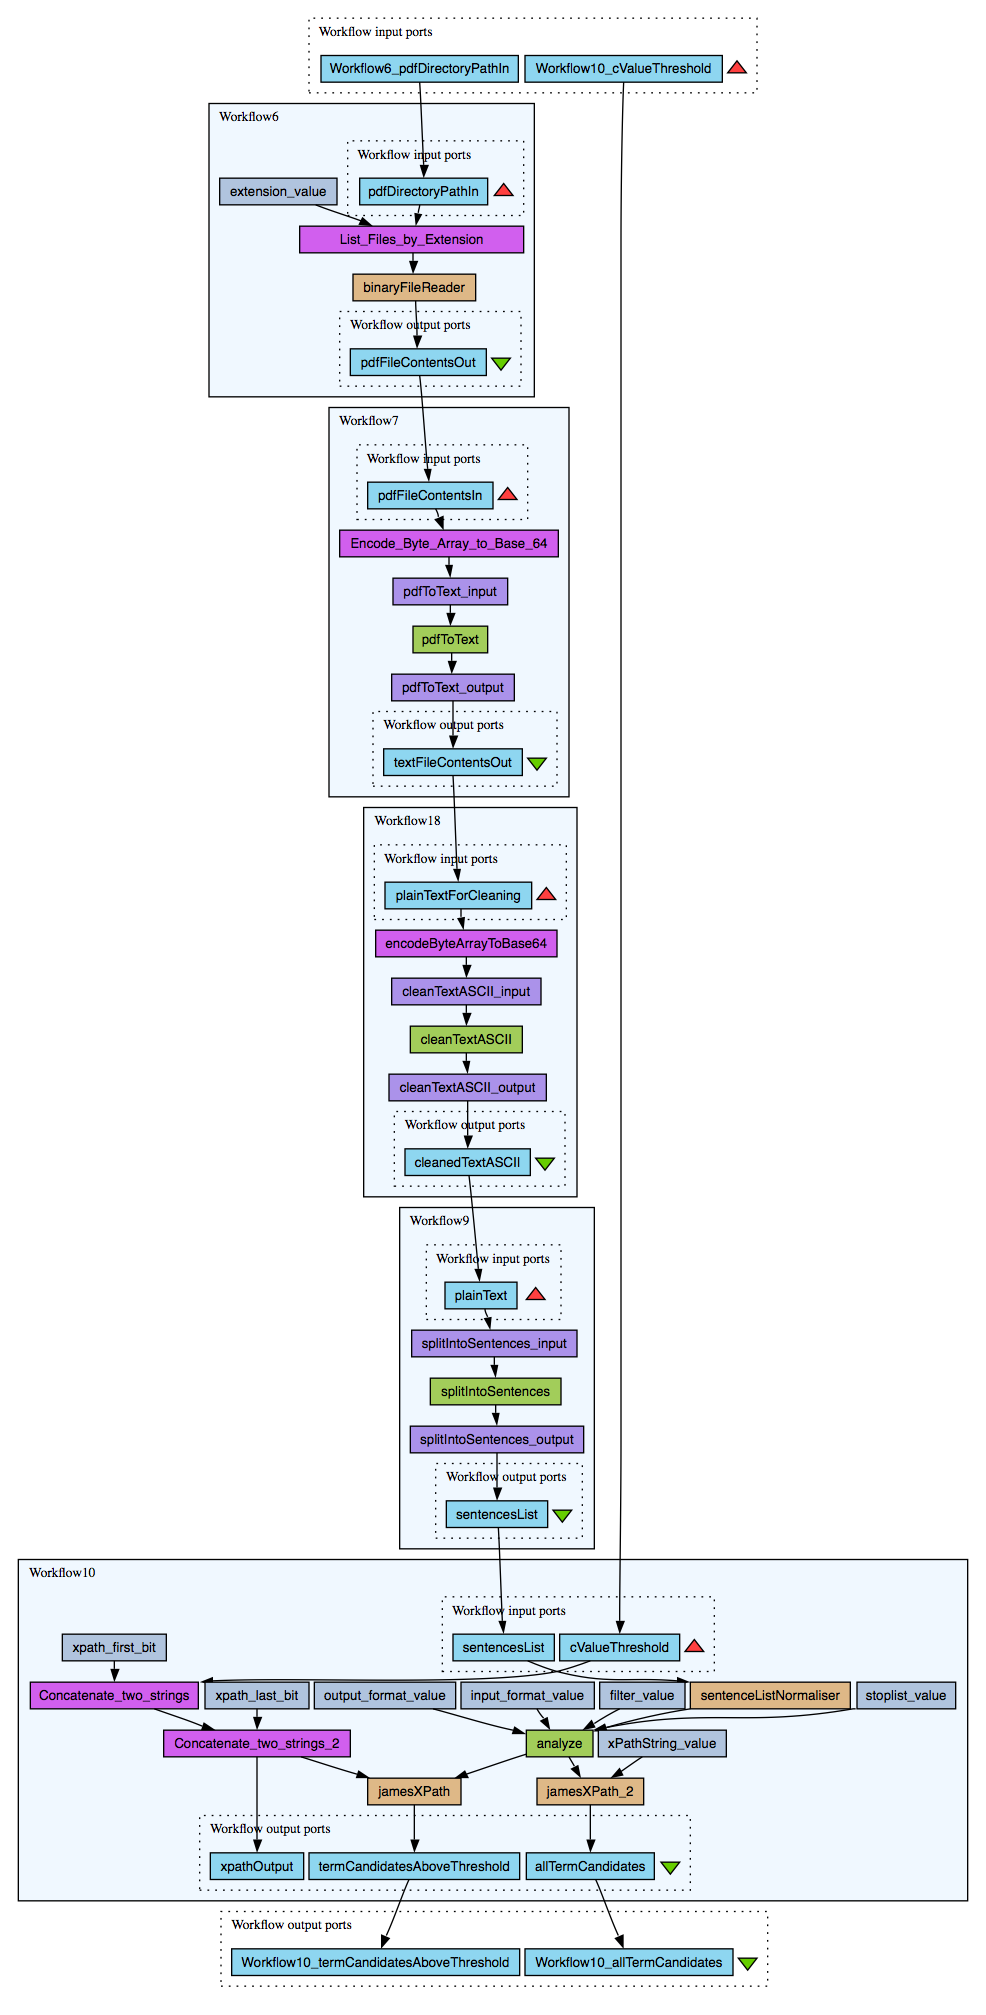 Workflow input ports
Workflow6_pdfDirectoryPathIn
Workflow10_cValueThreshold
Workflow6
Workflow input ports
extension_value
pdfDirectoryPathIn
List_Files_by_Extension
binaryFileReader
Workflow output ports
pdfFileContentsOut
Workflow7
Workflow input ports
pdfFileContentsIn
Encode_Byte_Array_to_Base_64
pdfToText_input
pdfToText
pdfToText_output
Workflow output ports
textFileContentsOut
Workflow18
Workflow input ports
plainTextForCleaning
encodeByteArrayToBase64
cleanTextASCII_input
cleanTextASCII
cleanTextASCII_output
Workflow output ports
cleanedTextASCII
Workflow9
Workflow input ports
plainText
splitIntoSentences_input
splitIntoSentences
splitIntoSentences_output
Workflow output ports
sentencesList
Workflow10
Workflow input ports
xpath_first_bit
sentencesList
cValueThreshold
Concatenate_two_strings
xpath_last_bit
output_format_value
input_format_value
filter_value
sentenceListNormaliser
stoplist_value
Concatenate_two_strings_2
analyze
xPathString_value
jamesXPath
jamesXPath_2
Workflow output ports
xpathOutput
termCandidatesAboveThreshold
allTermCandidates
Workflow output ports
Workflow10_termCandidatesAboveThreshold
Workflow10_allTermCandidates